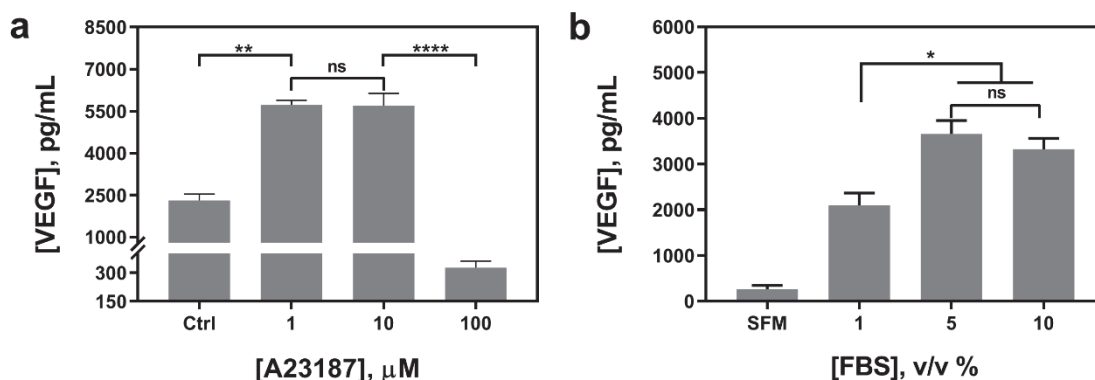 a
[VEGF], pg/mL
8500
7000
5500
4000
2500
1000
300
150
**
ns
****
Ctrl 1 10 100
[A23187], μM
b
[VEGF], pg/mL
6000
5000
4000
3000
2000
1000
0
*
ns
SFM 1 5 10
[FBS], v/v %